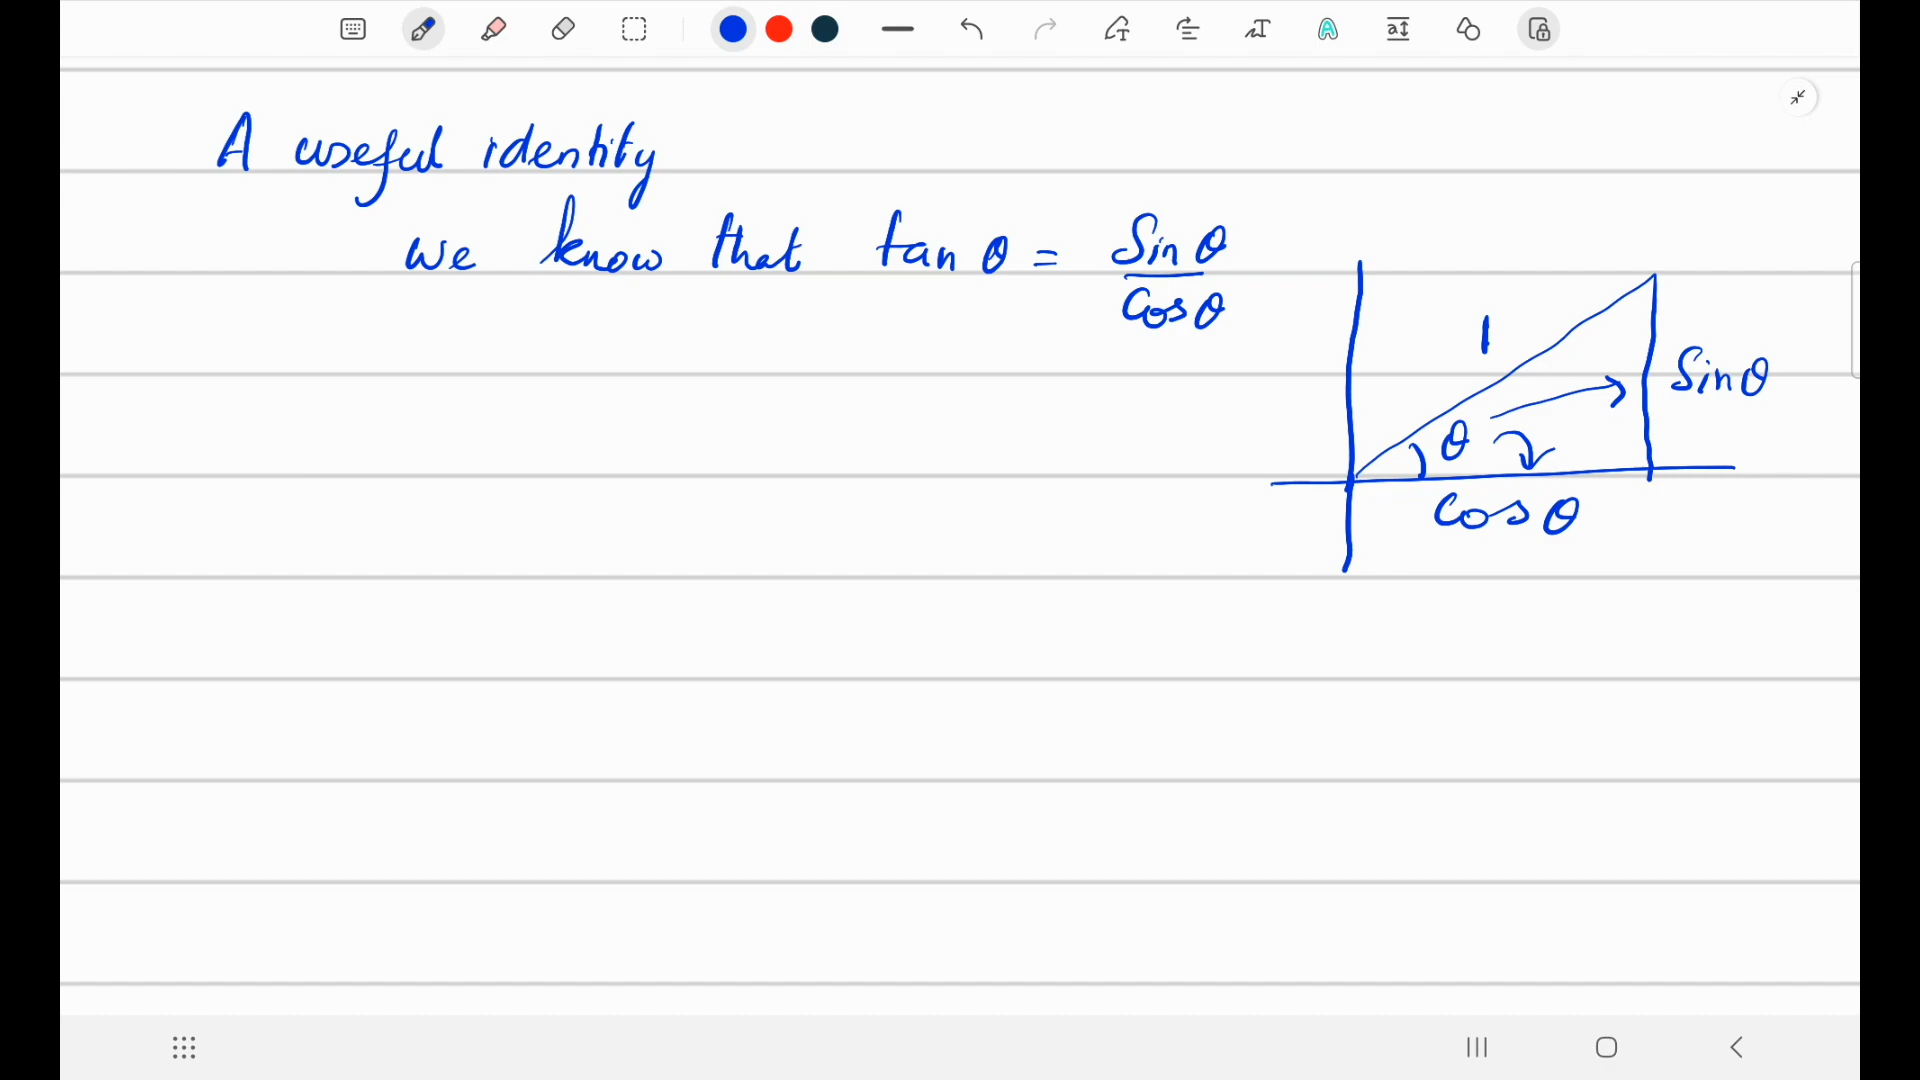 A useful identity
we know that tan θ = Sin θ / Cos θ
1
Sin θ
θ
Cos θ